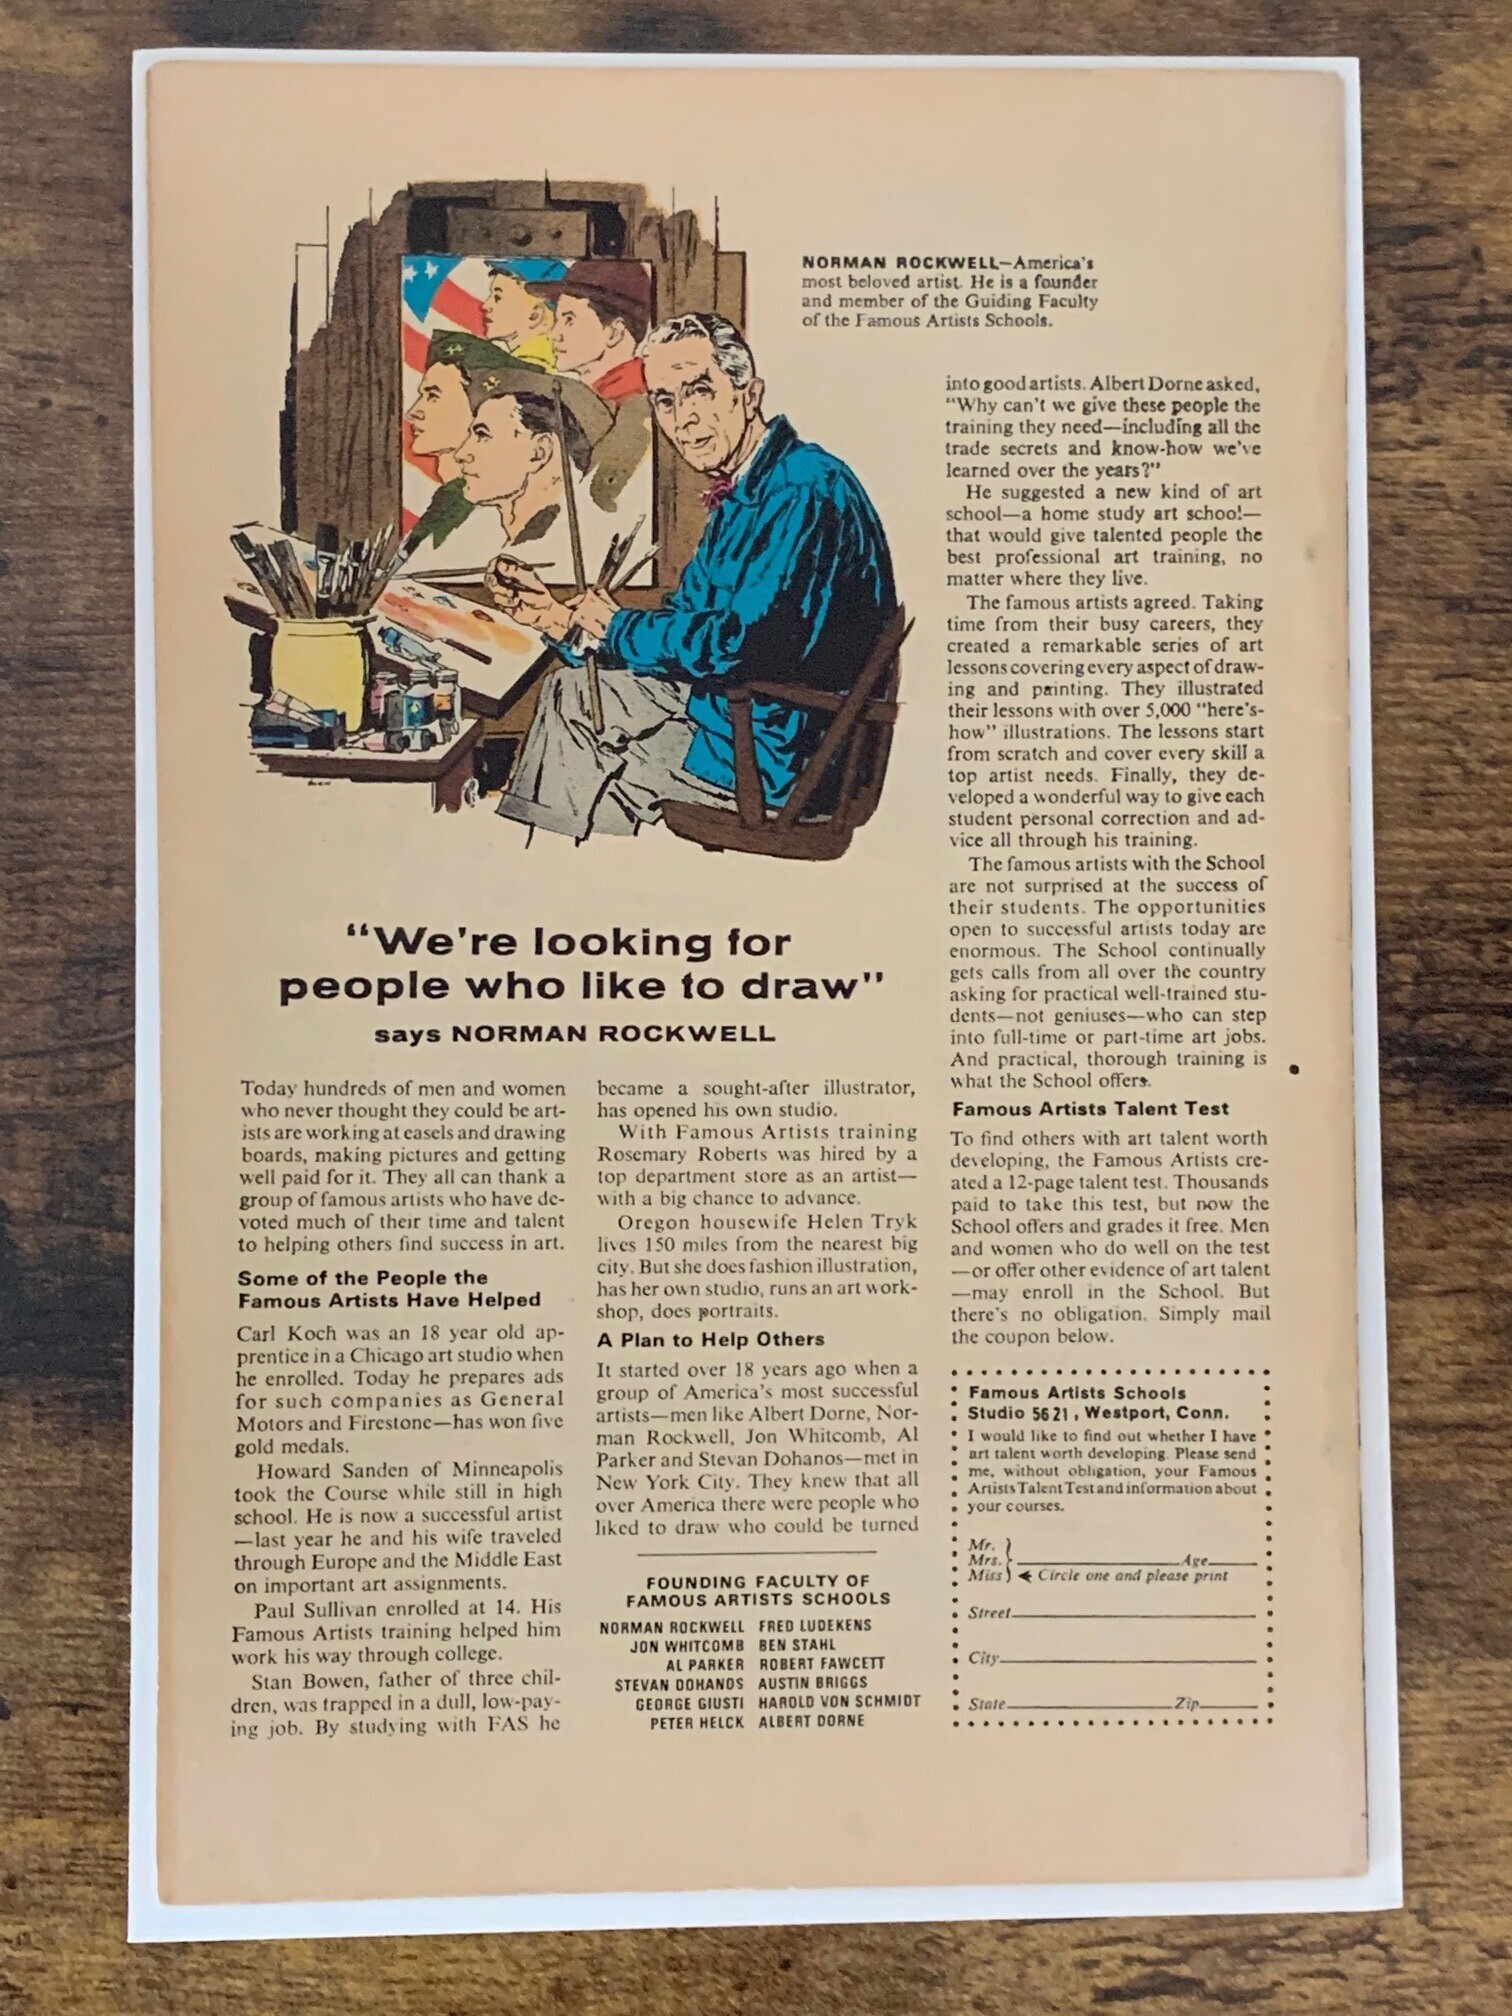 NORMAN ROCKWELL—America's
most beloved artist. He is a founder
and member of the Guiding Faculty
of the Famous Artists Schools.
"We're looking for
people who like to draw"
says NORMAN ROCKWELL
Today hundreds of men and women
who never thought they could be art-
ists are working at easels and drawing
boards, making pictures and getting
well paid for it. They all can thank a
group of famous artists who have de-
voted much of their time and talent
to helping others find success in art.
Some of the People the
Famous Artists Have Helped
Carl Koch was an 18 year old ap-
prentice in a Chicago art studio when
he enrolled. Today he prepares ads
for such companies as General
Motors and Firestone—has won five
gold medals.
Howard Sanden of Minneapolis
took the Course while still in high
school. He is now a successful artist
—last year he and his wife traveled
through Europe and the Middle East
on important art assignments.
Paul Sullivan enrolled at 14. His
Famous Artists training helped him
work his way through college.
Stan Bowen, father of three chil-
dren, was trapped in a dull, low-pay-
ing job. By studying with FAS he
became a sought-after illustrator,
has opened his own studio.
With Famous Artists training
Rosemary Roberts was hired by a
top department store as an artist—
with a big chance to advance.
Oregon housewife Helen Tryk
lives 150 miles from the nearest big
city. But she does fashion illustration,
has her own studio, runs an art work-
shop, does portraits.
A Plan to Help Others
It started over 18 years ago when a
group of America's most successful
artists—men like Albert Dorne, Nor-
man Rockwell, Jon Whitcomb, Al
Parker and Stevan Dohanos—met in
New York City. They knew that all
over America there were people who
liked to draw who could be turned
into good artists. Albert Dorne asked,
"Why can't we give these people the
training they need—including all the
trade secrets and know-how we've
learned over the years?"
He suggested a new kind of art
school—a home study art school—
that would give talented people the
best professional art training, no
matter where they live.
The famous artists agreed. Taking
time from their busy careers, they
created a remarkable series of art
lessons covering every aspect of draw-
ing and painting. They illustrated
their lessons with over 5,000 "here's-
how" illustrations. The lessons start
from scratch and cover every skill a
top artist needs. Finally, they de-
veloped a wonderful way to give each
student personal correction and ad-
vice all through his training.
The famous artists with the School
are not surprised at the success of
their students. The opportunities
open to successful artists today are
enormous. The School continually
gets calls from all over the country
asking for practical well-trained stu-
dents—not geniuses—who can step
into full-time or part-time art jobs.
And practical, thorough training is
what the School offers.
Famous Artists Talent Test
To find others with art talent worth
developing, the Famous Artists cre-
ated a 12-page talent test. Thousands
paid to take this test, but now the
School offers and grades it free. Men
and women who do well on the test
—or offer other evidence of art talent
—may enroll in the School. But
there's no obligation. Simply mail
the coupon below.
FOUNDING FACULTY OF
FAMOUS ARTISTS SCHOOLS
NORMAN ROCKWELL FRED LUDEKENS
JON WHITCOMB BEN STAHL
AL PARKER ROBERT FAWCETT
STEVAN DOHANOS AUSTIN BRIGGS
GEORGE GIUSTI HAROLD VON SCHMIDT
PETER HELCK ALBERT DORNE
Famous Artists Schools
Studio 5621, Westport, Conn.
I would like to find out whether I have
art talent worth developing. Please send
me, without obligation, your Famous
Artists Talent Test and information about
your courses.
Mr.
Mrs. Age
Miss Circle one and please print
Street
City
State Zip